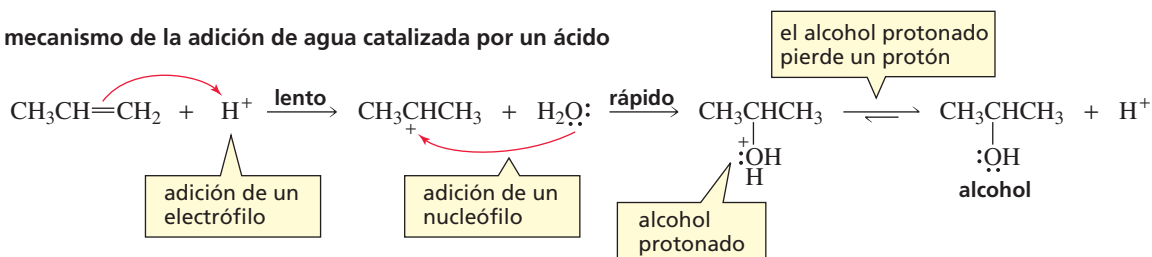 mecanismo de la adición de agua catalizada por un ácido
el alcohol protonado
pierde un protón
CH₃CH=CH₂ + H⁺ lento CH₃CHCH₃ + H₂O: rápido CH₃CHCH₃ CH₃CHCH₃ + H⁺
+ + :OH :OH
H
alcohol
adición de un
electrófilo
adición de un
nucleófilo
alcohol
protonado